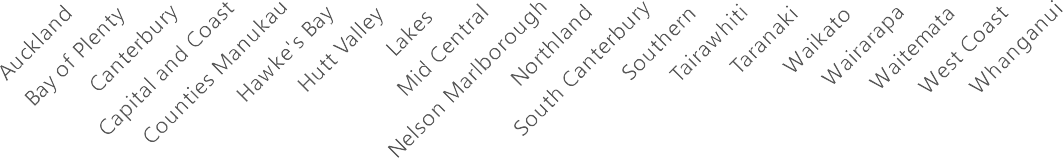 Auckland
Bay of Plenty
Canterbury
Capital and Coast
Counties Manukau
Hawke's Bay
Hutt Valley
Lakes
Mid Central
Nelson Marlborough
Northland
South Canterbury
Southern
Tairawhiti
Taranaki
Waikato
Wairarapa
Waitemata
West Coast
Whanganui